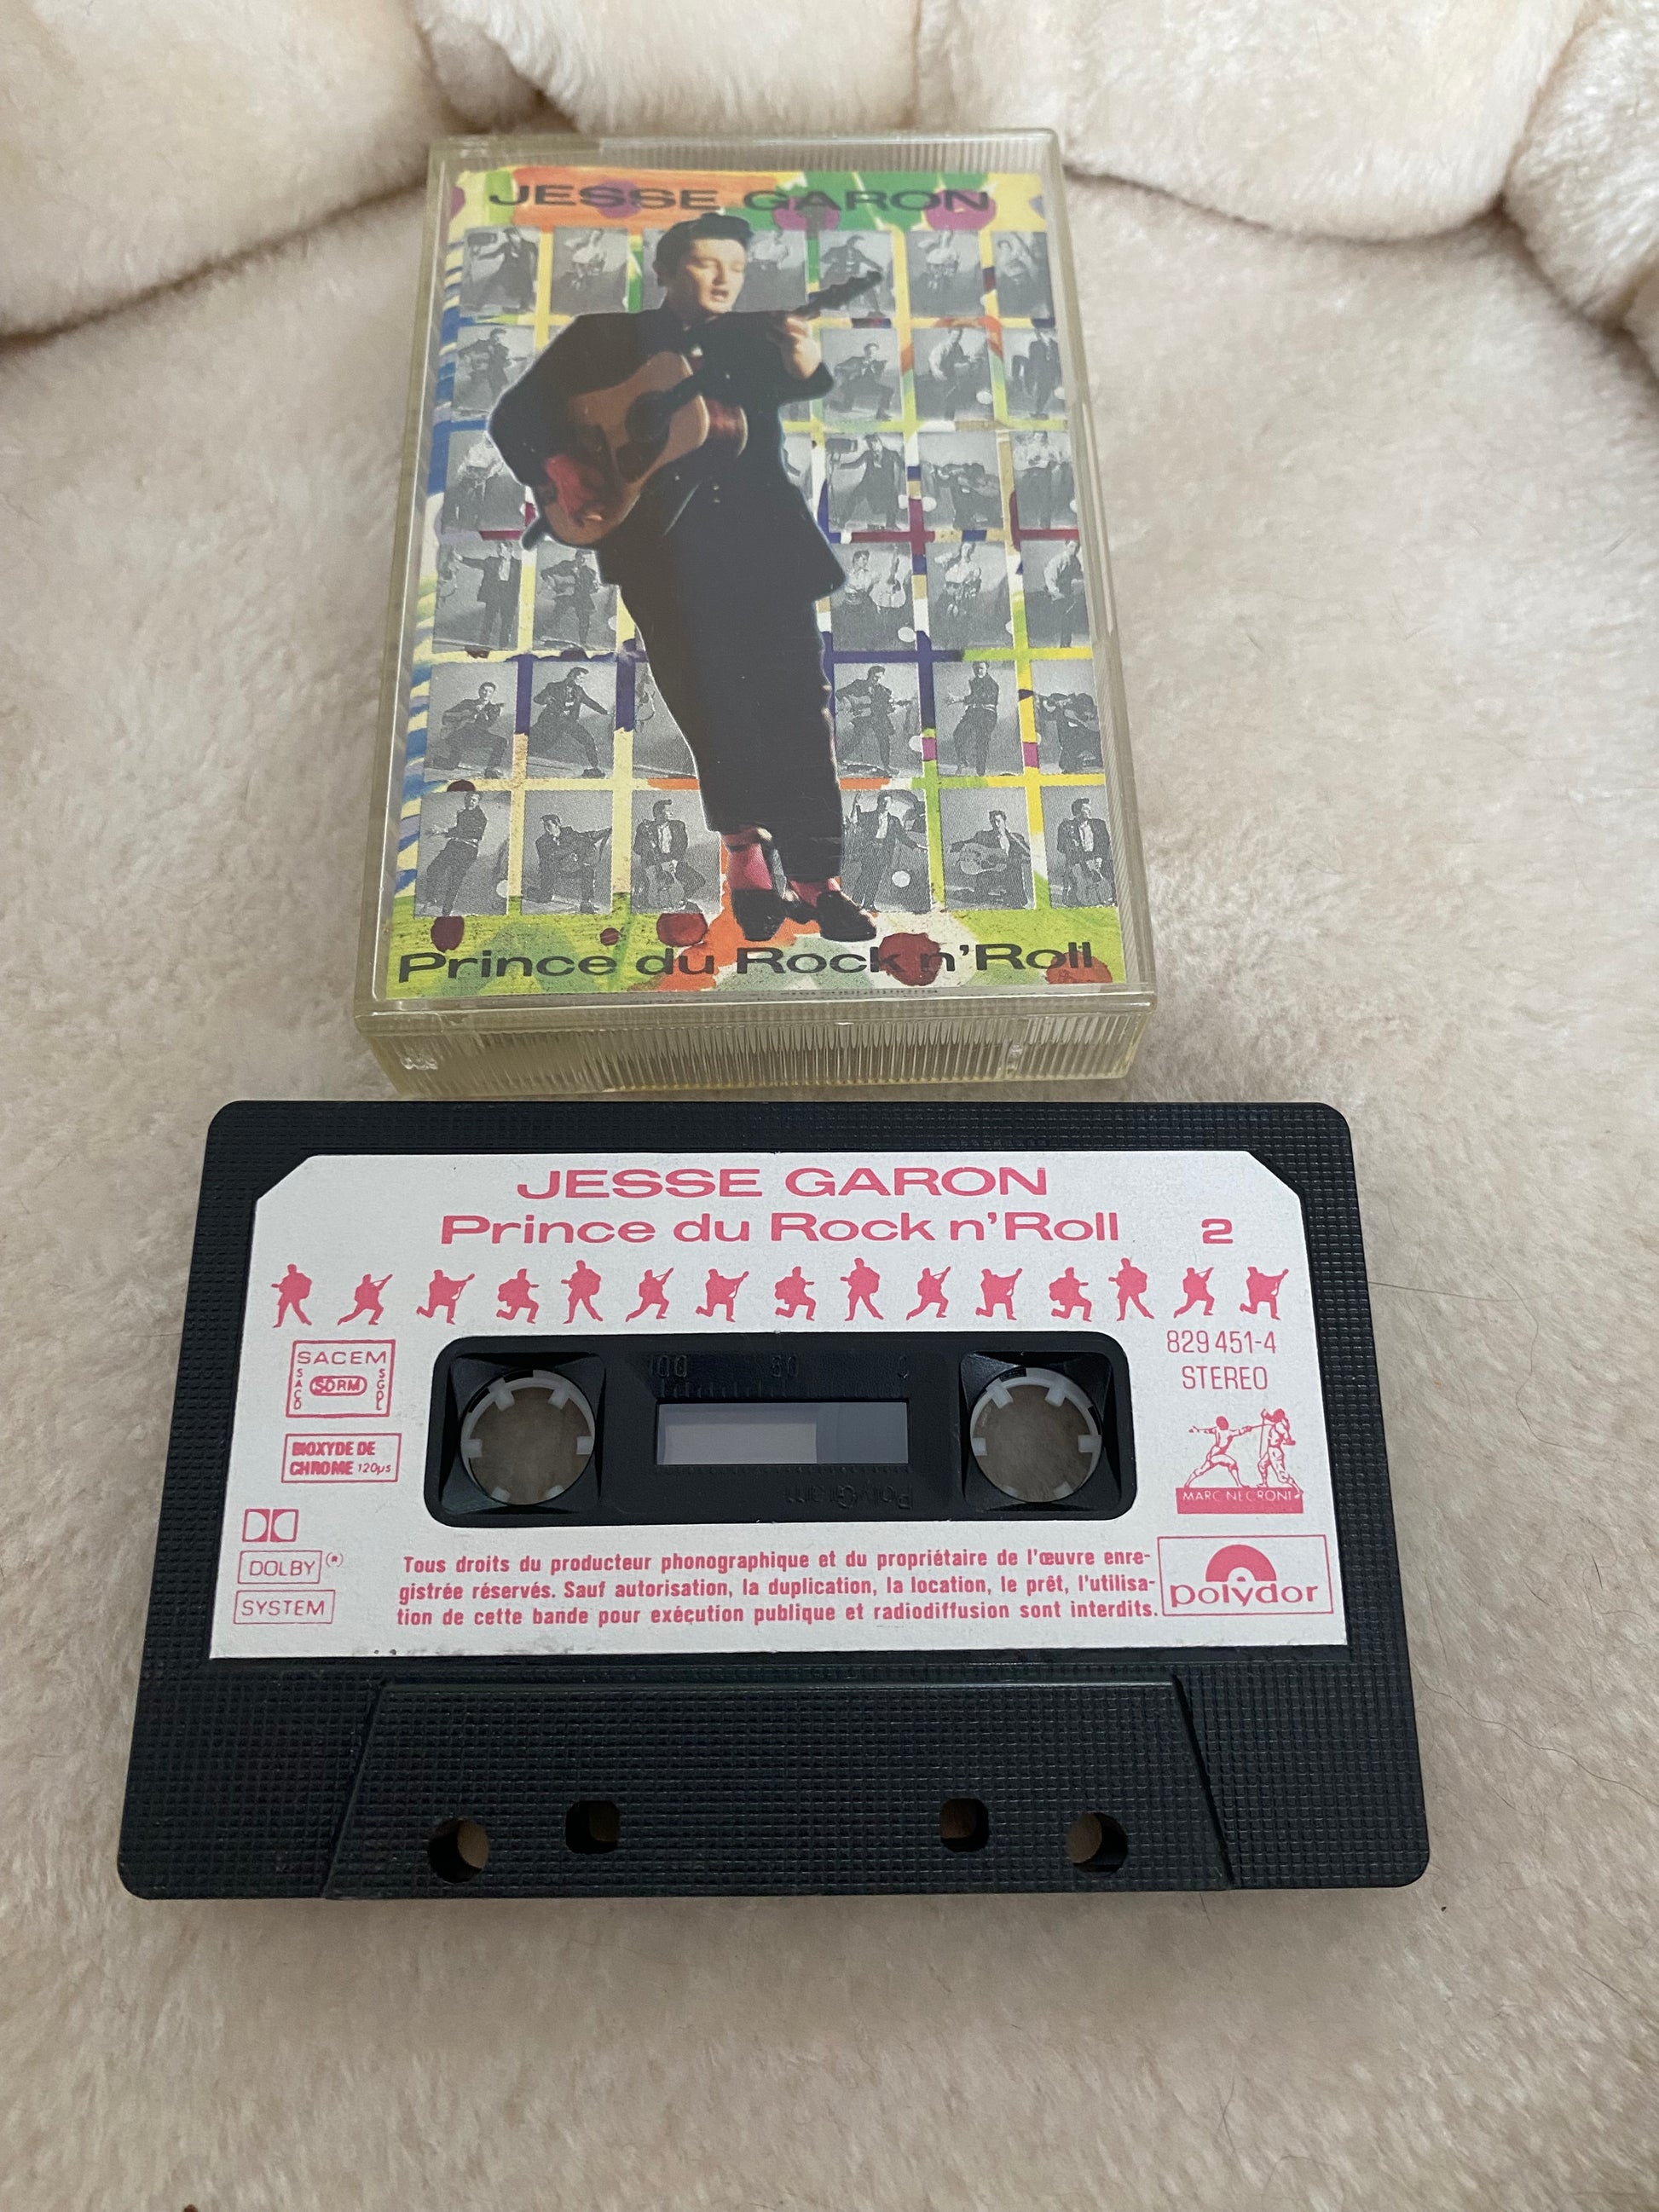 JESSE GARON
Prince du Rock n'Roll
JESSE GARON
Prince du Rock n'Roll 2
829 451-4
STEREO
SACEM
SACD SDRM SGDL
BIOXYDE DE
CHROME 120µs
100 50 0
MARC NEGRONI
PolyGram
DOLBY (*)
SYSTEM
Tous droits du producteur phonographique et du propriétaire de l'œuvre enre-
gistrée réservés. Sauf autorisation, la duplication, la location, le prêt, l'utilisa-
tion de cette bande pour exécution publique et radiodiffusion sont interdits.
polydor